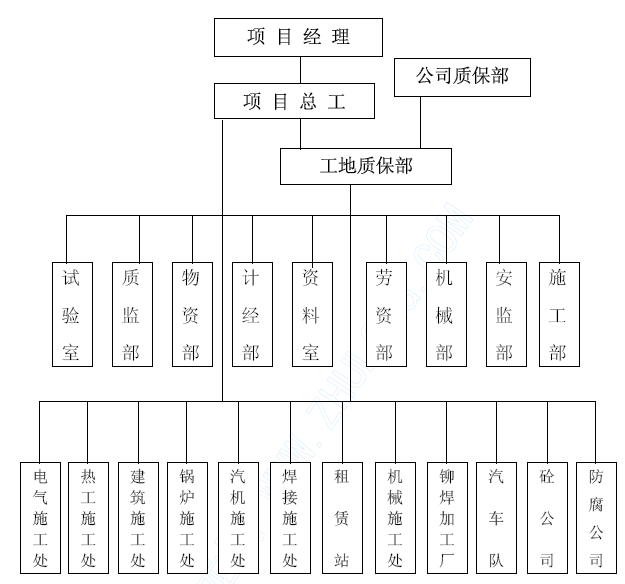 项目经理
公司质保部
项目总工
工地质保部
试验室
质监部
物资部
计经部
资料室
劳资部
机械部
安监部
施工部
电气施工处
热工施工处
建筑施工处
锅炉施工处
汽机施工处
焊接施工处
租赁站
机械施工处
铆焊加工厂
汽车队
砼公司
防腐公司